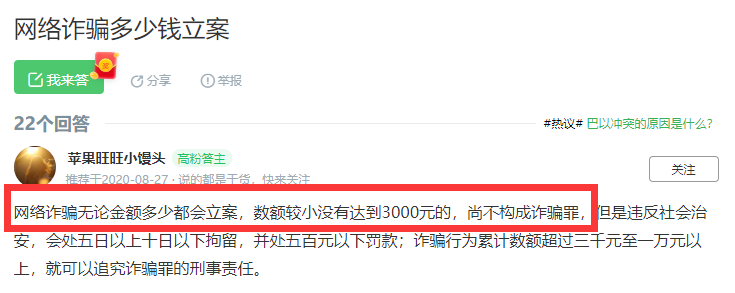 网络诈骗多少钱立案
我来答 分享 举报
22个回答 #热议# 巴以冲突的原因是什么?
苹果旺旺小馒头 高粉答主 关注
推荐于2020-08-27 · 说的都是干货,快来关注
网络诈骗无论金额多少都会立案,数额较小没有达到3000元的,尚不构成诈骗罪,但是违反社会治
安,会处五日以上十日以下拘留,并处五百元以下罚款;诈骗行为累计数额超过三千元至一万元以
上,就可以追究诈骗罪的刑事责任。